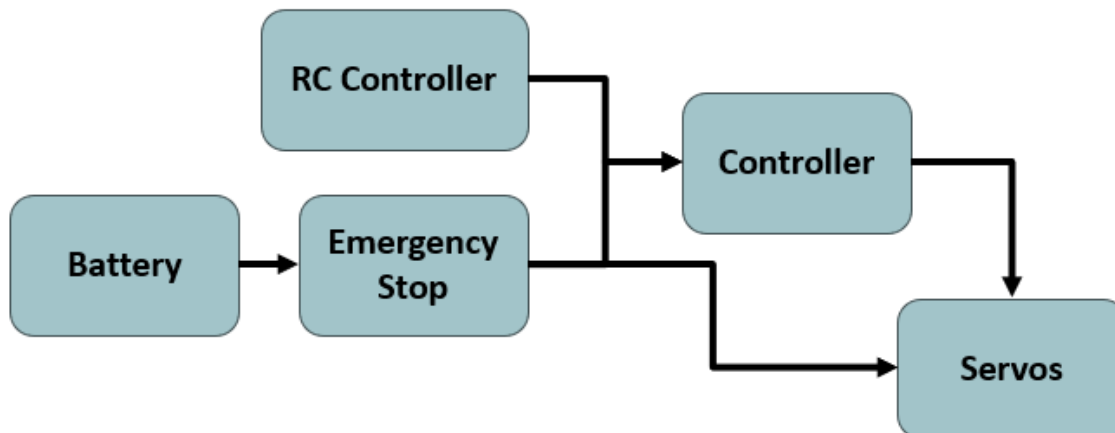 RC Controller
Controller
Battery
Emergency
Stop
Servos